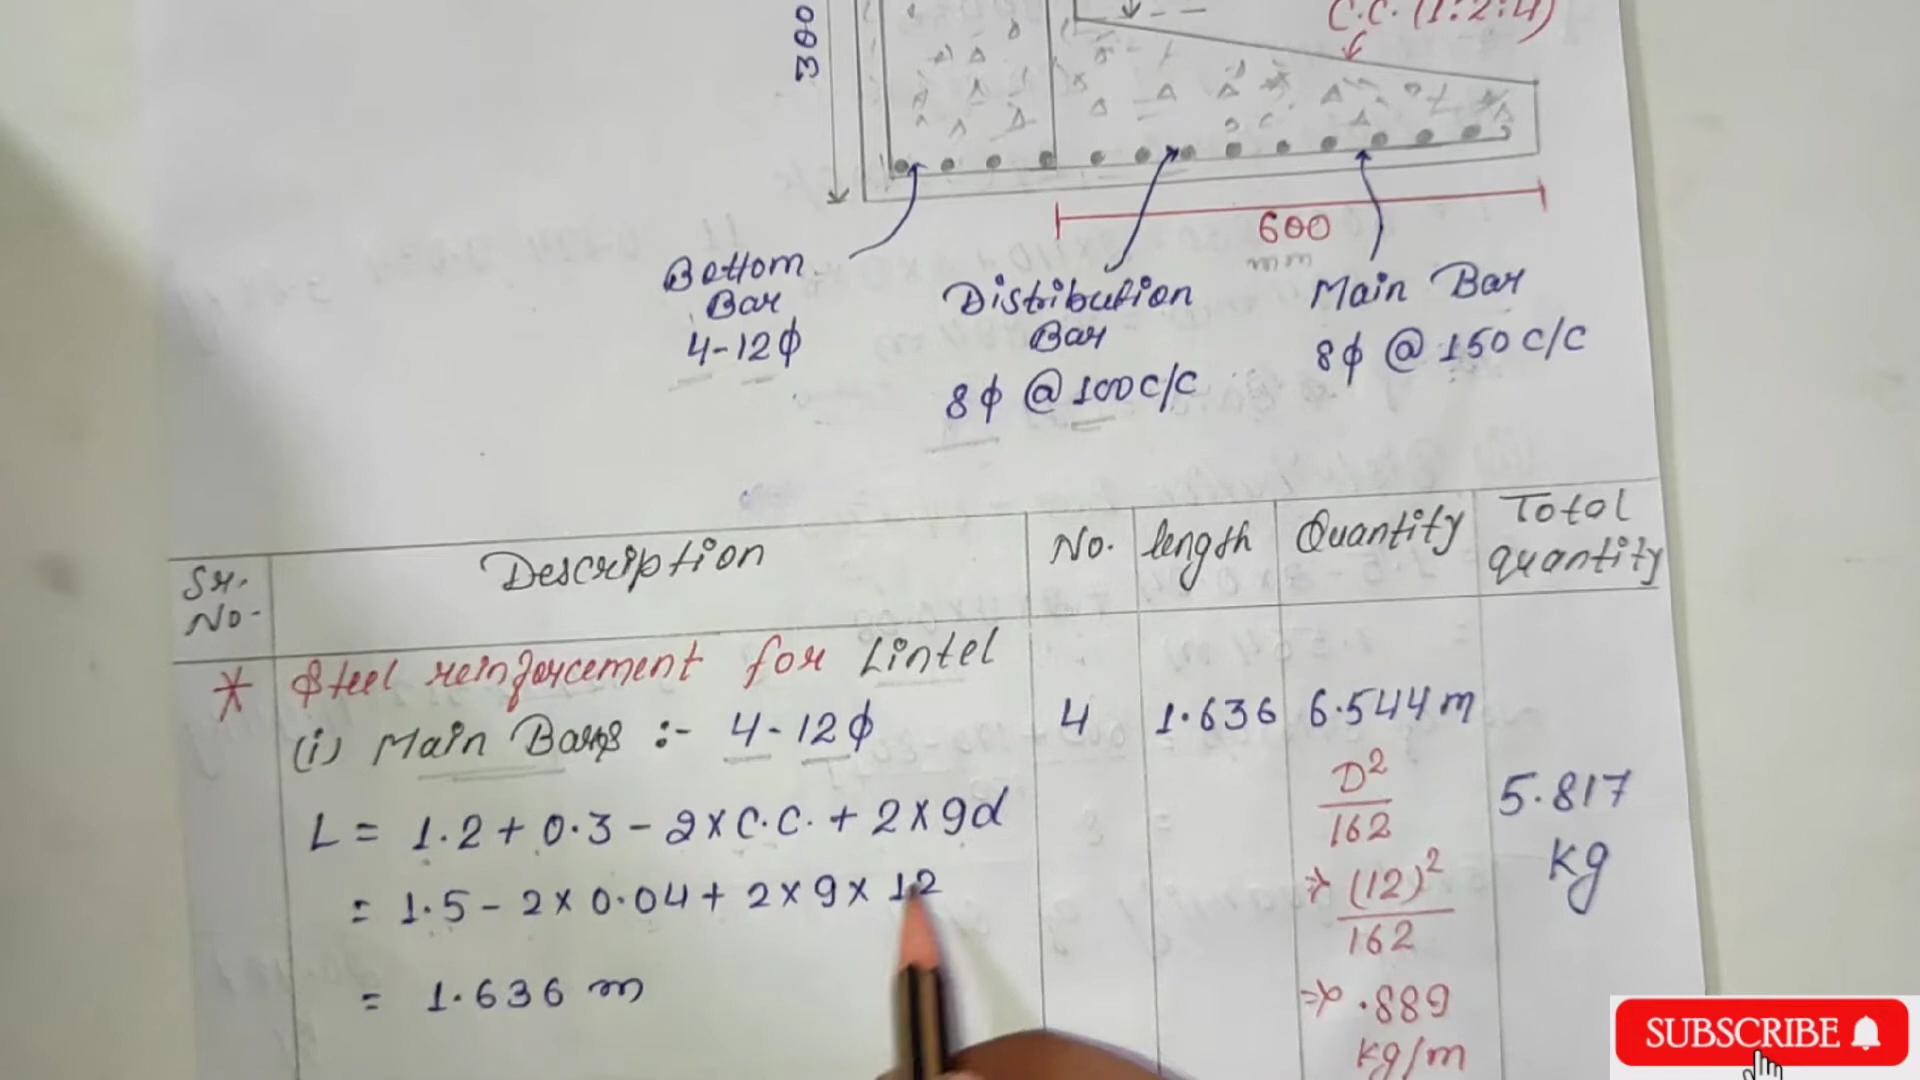 C.C. (1:2:4)
300
600
mm
Bottom
Bar
4-12ϕ
Distribution
Bar
8ϕ @ 100 C/C
Main Bar
8ϕ @ 150 C/C
Sr.
No.
Description
No.
length
Quantity
Total
quantity
* Steel reinforcement for Lintel
(i) Main Bars :- 4-12ϕ
4
1.636
6.544 m
L = 1.2 + 0.3 - 2 x C.C. + 2 x 9d
= 1.5 - 2 x 0.04 + 2 x 9 x 12
= 1.636 m
D²
162
⇒ (12)²
162
⇒ .889
kg/m
5.817
kg
SUBSCRIBE